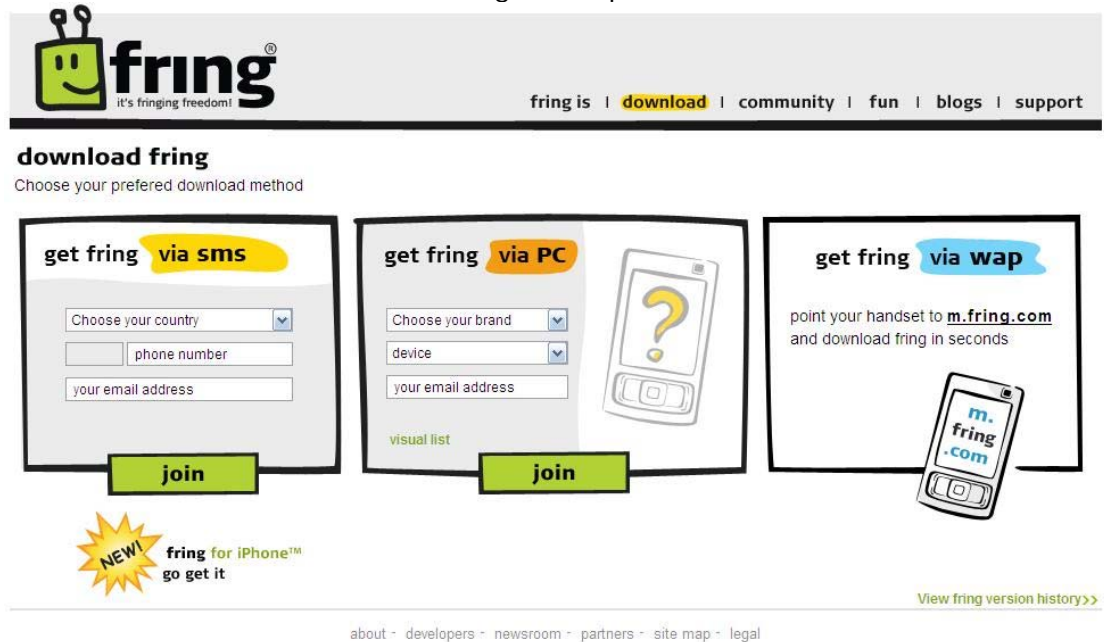 fring®
it's fringing freedom!
fring is | download | community | fun | blogs | support
download fring
Choose your prefered download method
get fring via sms
Choose your country
phone number
your email address
join
get fring via PC
Choose your brand
device
your email address
visual list
join
get fring via wap
point your handset to m.fring.com
and download fring in seconds
m.
fring
.com
NEW!
fring for iPhone™
go get it
View fring version history>>
about - developers - newsroom - partners - site map - legal